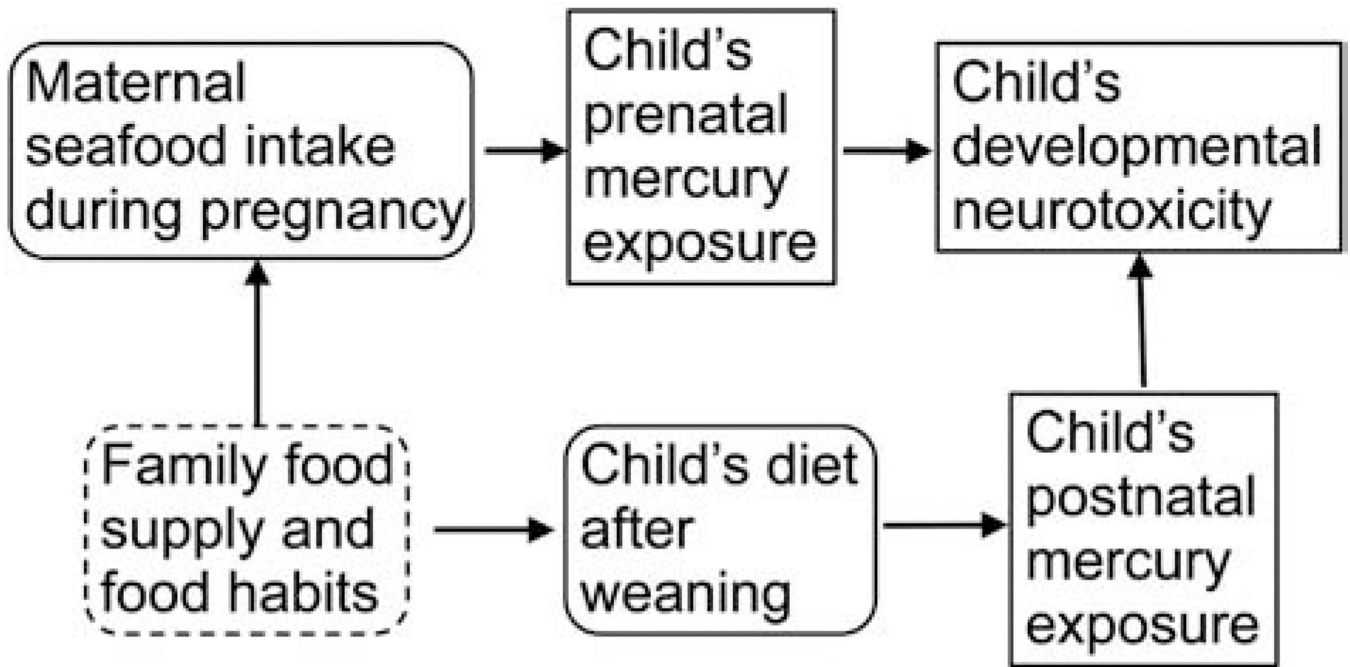 Maternal
seafood intake
during pregnancy
Child's
prenatal
mercury
exposure
Child's
developmental
neurotoxicity
Family food
supply and
food habits
Child's diet
after
weaning
Child's
postnatal
mercury
exposure